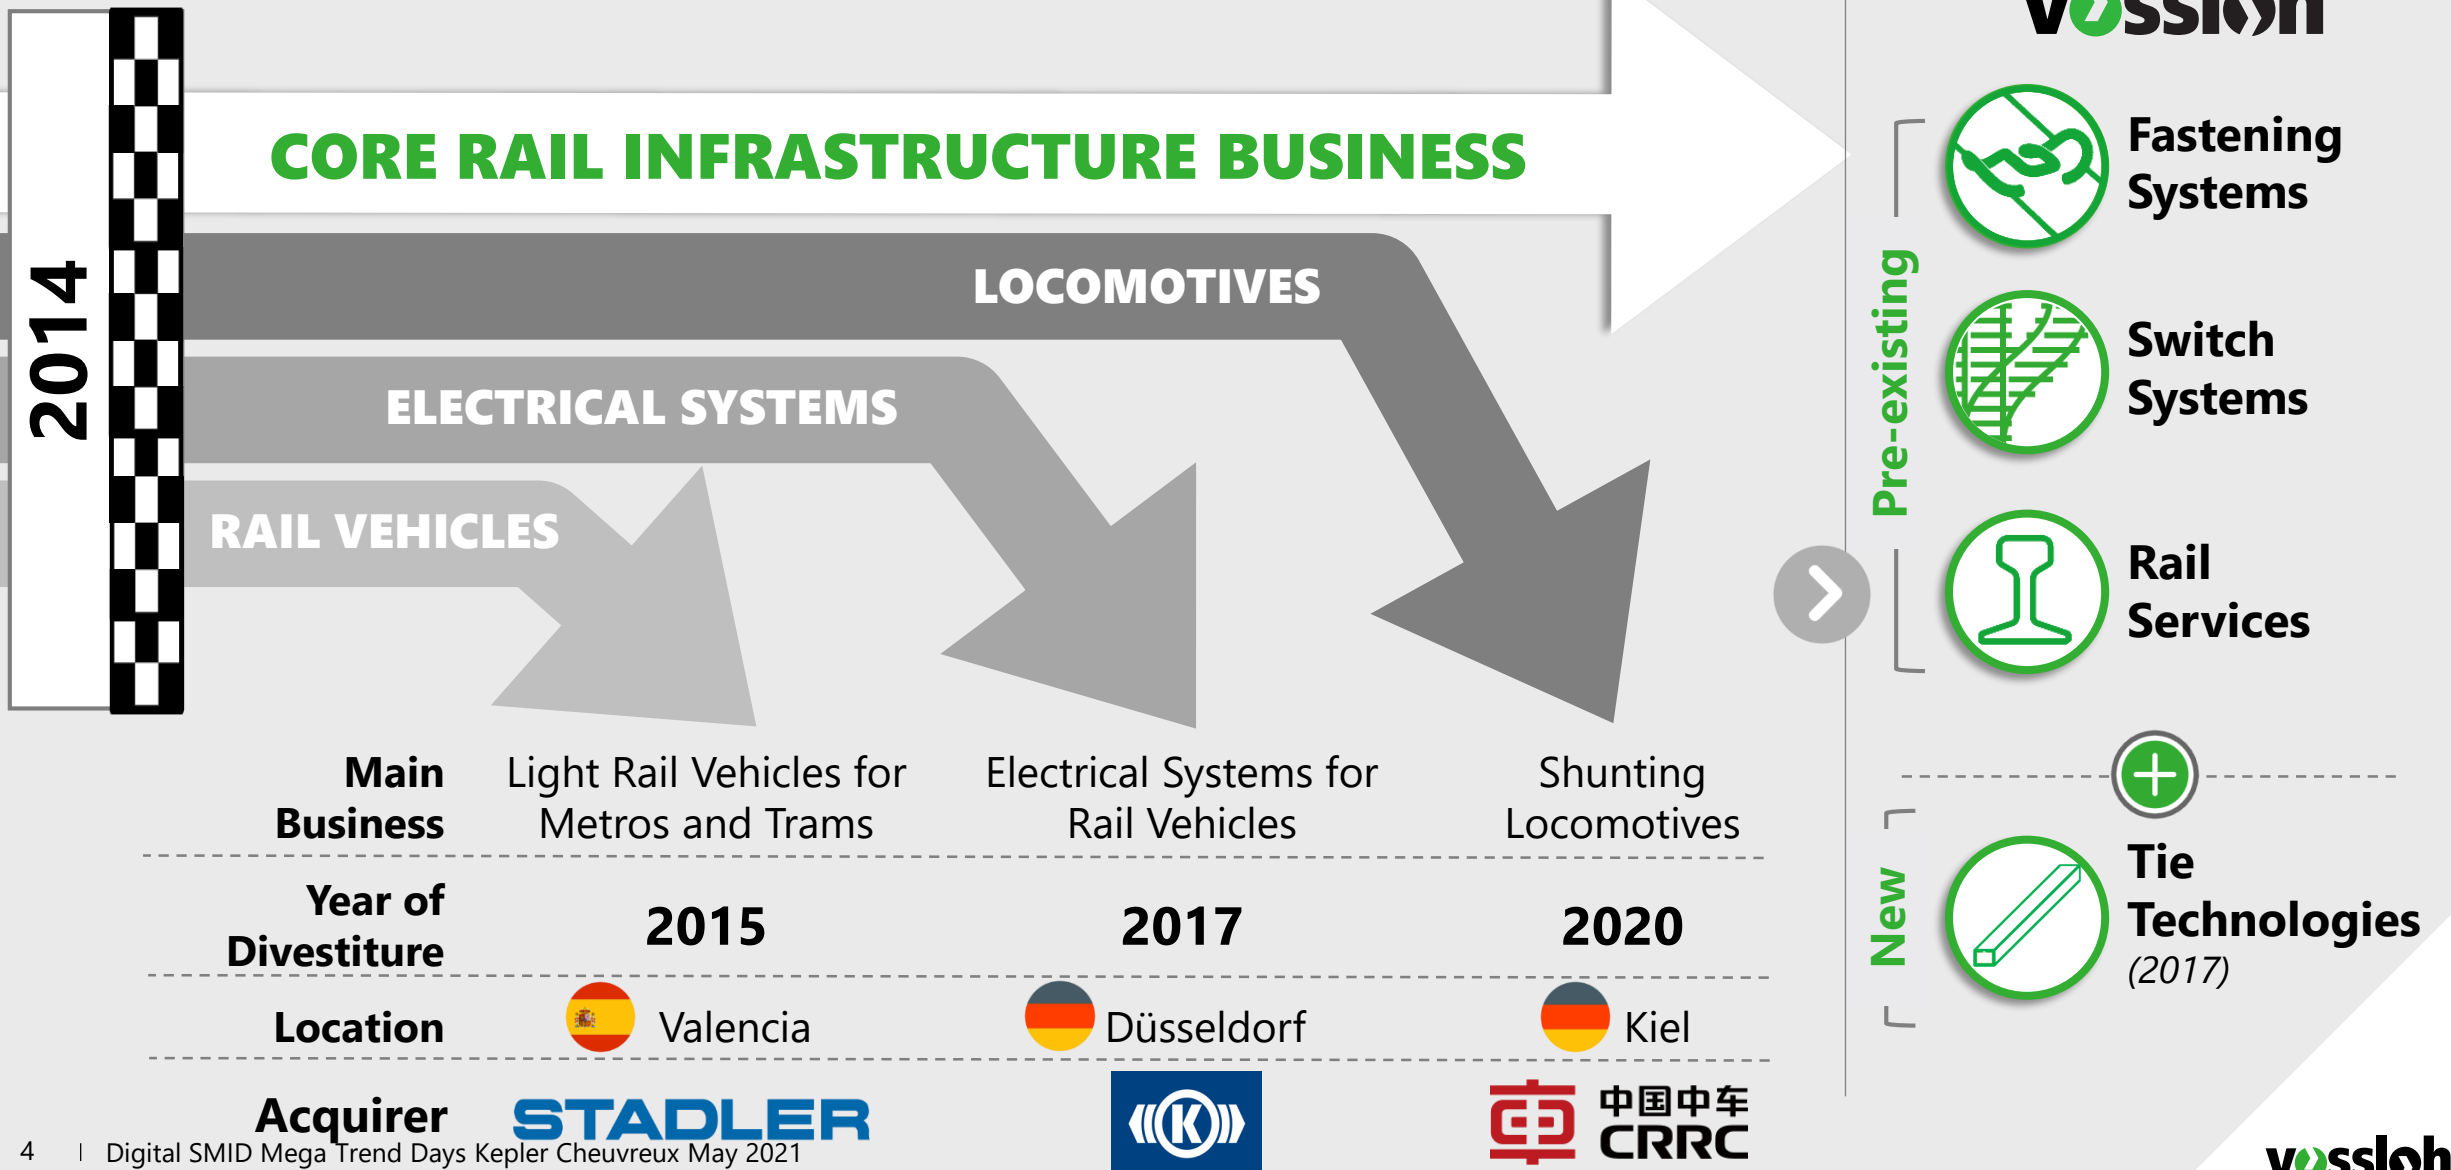 vossloh
2014
CORE RAIL INFRASTRUCTURE BUSINESS
LOCOMOTIVES
ELECTRICAL SYSTEMS
RAIL VEHICLES
Main
Business
Light Rail Vehicles for
Metros and Trams
Electrical Systems for
Rail Vehicles
Shunting
Locomotives
Year of
Divestiture
2015
2017
2020
Location
Valencia
Düsseldorf
Kiel
Acquirer
STADLER
K
中国中车
CRRC
Pre-existing
Fastening
Systems
Switch
Systems
Rail
Services
New
Tie
Technologies
(2017)
4 | Digital SMID Mega Trend Days Kepler Cheuvreux May 2021
vossloh